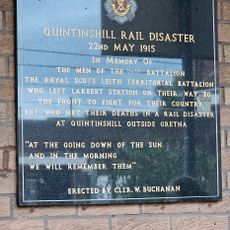 QUINTINSHILL RAIL DISASTER
22ND MAY 1915
IN MEMORY OF
THE MEN OF THE BATTALION
THE ROYAL SCOTS LEITH TERRITORIAL BATTALION
WHO LEFT LARBERT STATION ON THEIR WAY TO
THE FRONT TO FIGHT FOR THEIR COUNTRY
BUT WHO MET THEIR DEATHS IN A RAIL DISASTER
AT QUINTINSHILL OUTSIDE GRETNA
"AT THE GOING DOWN OF THE SUN
AND IN THE MORNING
WE WILL REMEMBER THEM"
ERECTED BY CLLR. W. BUCHANAN